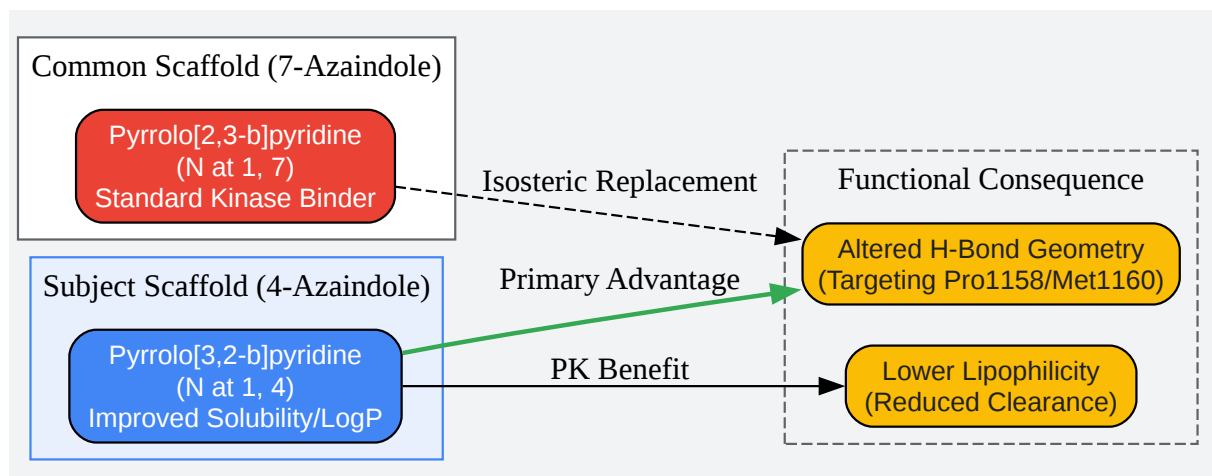 Common Scaffold (7-Azaindole)
Pyrrolo[2,3-b]pyridine
(N at 1, 7)
Standard Kinase Binder
Subject Scaffold (4-Azaindole)
Pyrrolo[3,2-b]pyridine
(N at 1, 4)
Improved Solubility/LogP
Isosteric Replacement
Primary Advantage
PK Benefit
Functional Consequence
Altered H-Bond Geometry
(Targeting Pro1158/Met1160)
Lower Lipophilicity
(Reduced Clearance)